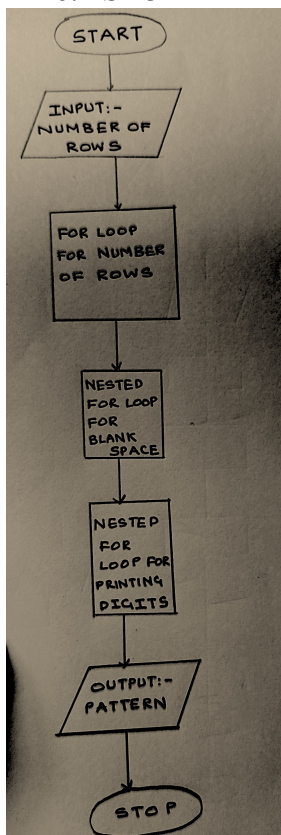 START
INPUT:-
NUMBER OF
ROWS
FOR LOOP
FOR NUMBER
OF ROWS
NESTED
FOR LOOP
FOR
BLANK
SPACE
NESTED
FOR
LOOP FOR
PRINTING
DIGITS
OUTPUT:-
PATTERN
STOP